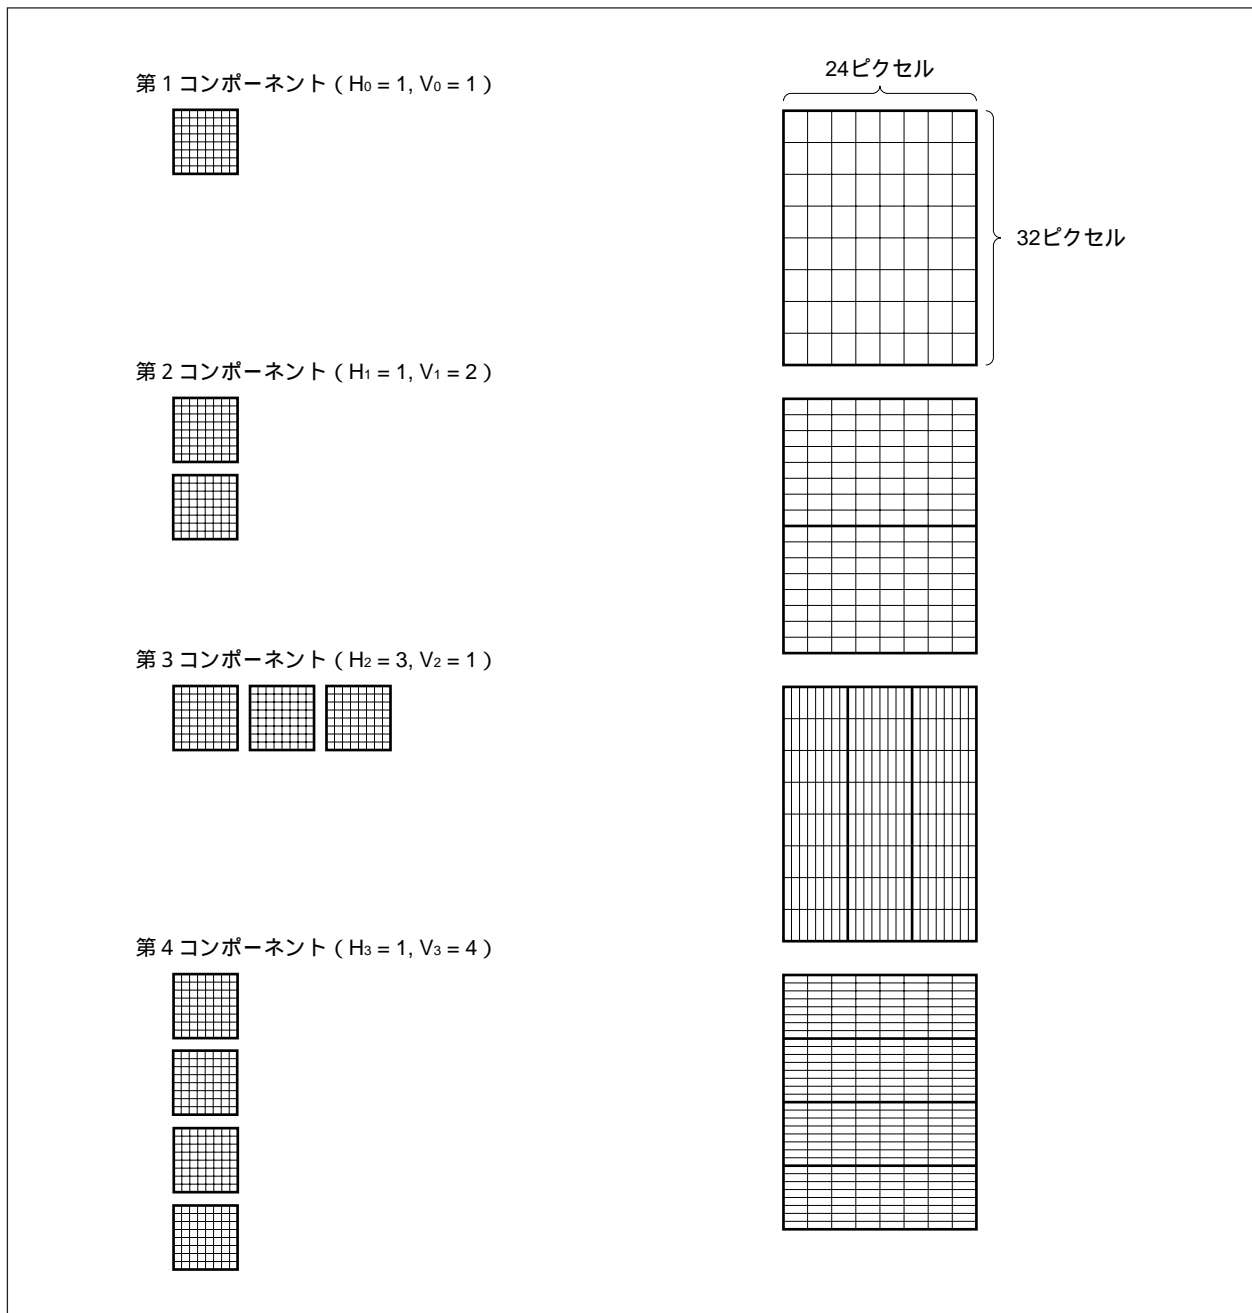 第1コンポーネント（H0 = 1, V0 = 1）
24ピクセル
32ピクセル
第2コンポーネント（H1 = 1, V1 = 2）
第3コンポーネント（H2 = 3, V2 = 1）
第4コンポーネント（H3 = 1, V3 = 4）